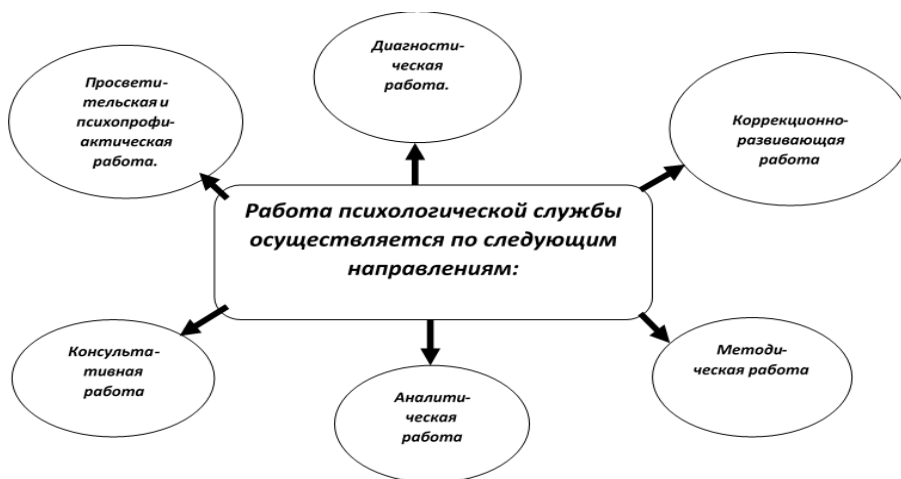 Диагности-
ческая
работа.
Просвети-
тельская и
психопрофи-
актическая
работа.
Коррекционно-
развивающая
работа
Работа психологической службы
осуществляется по следующим
направлениям:
Консульта-
тивная
работа
Аналити-
ческая
работа
Методи-
ческая работа